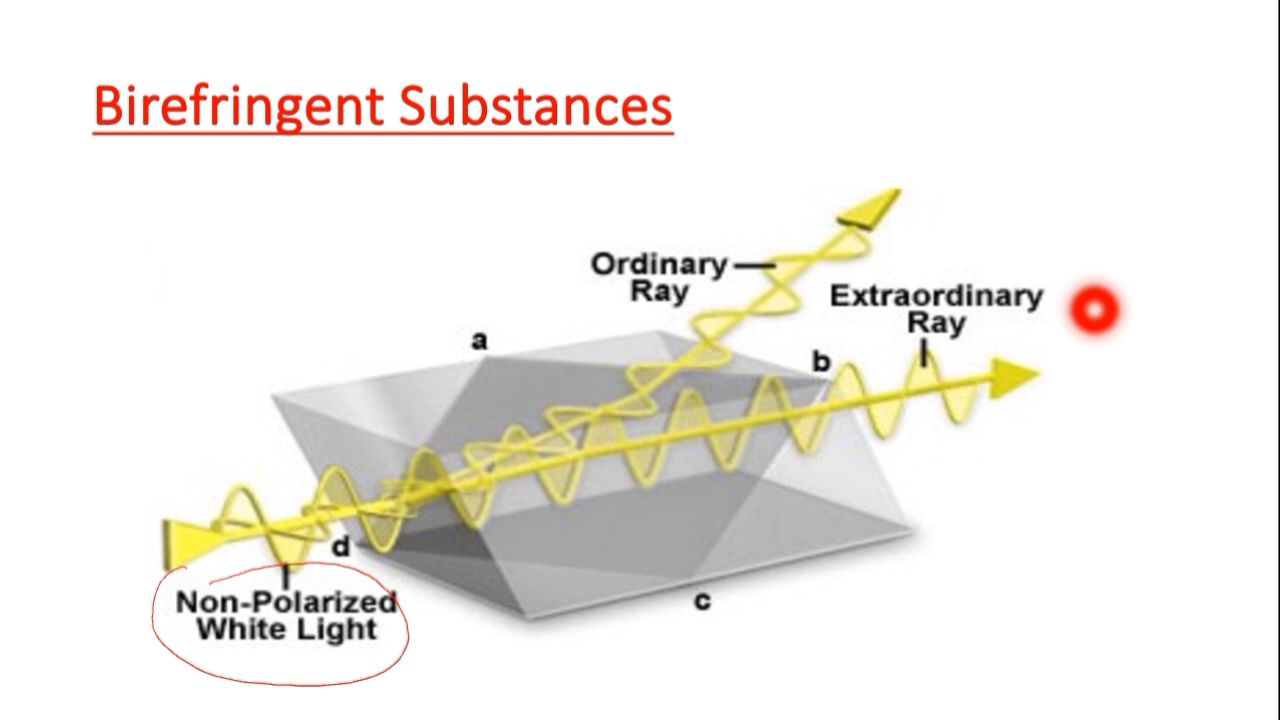 Birefringent Substances
Ordinary
Ray
Extraordinary
Ray
a
b
d
c
Non-Polarized
White Light